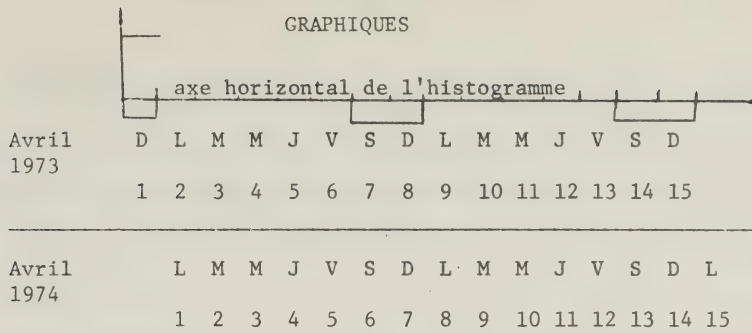 GRAPHIQUES
axe horizontal de l'histogramme
Avril D L M M J V S D L M M J V S D
1973
1 2 3 4 5 6 7 8 9 10 11 12 13 14 15
Avril L M M J V S D L M M J V S D L
1974
1 2 3 4 5 6 7 8 9 10 11 12 13 14 15